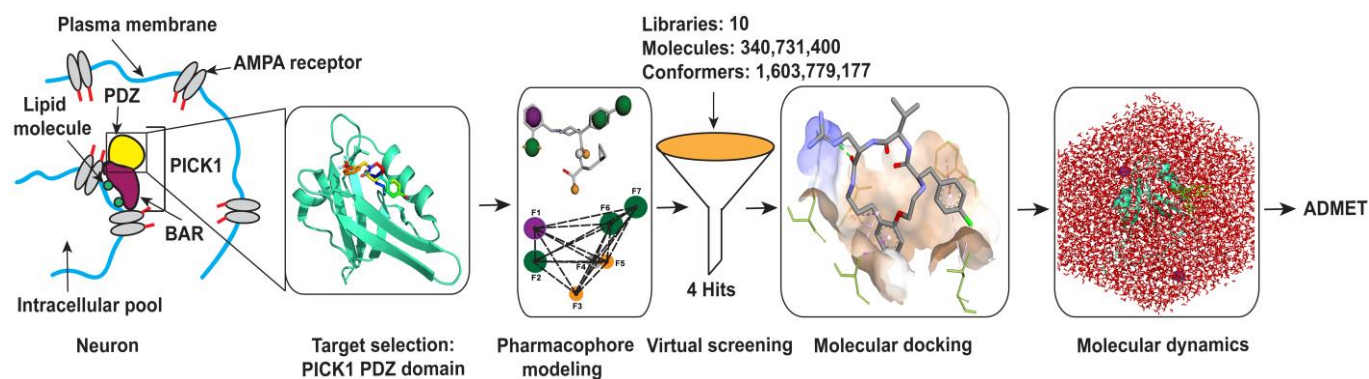 Libraries: 10
Molecules: 340,731,400
Conformers: 1,603,779,177
Plasma membrane
AMPA receptor
PDZ
Lipid
molecule
PICK1
BAR
Intracellular pool
Neuron
Target selection:
PICK1 PDZ domain
F1
F2
F3
F4
F5
F6
F7
Pharmacophore
modeling
4 Hits
Virtual screening
Molecular docking
Molecular dynamics
ADMET